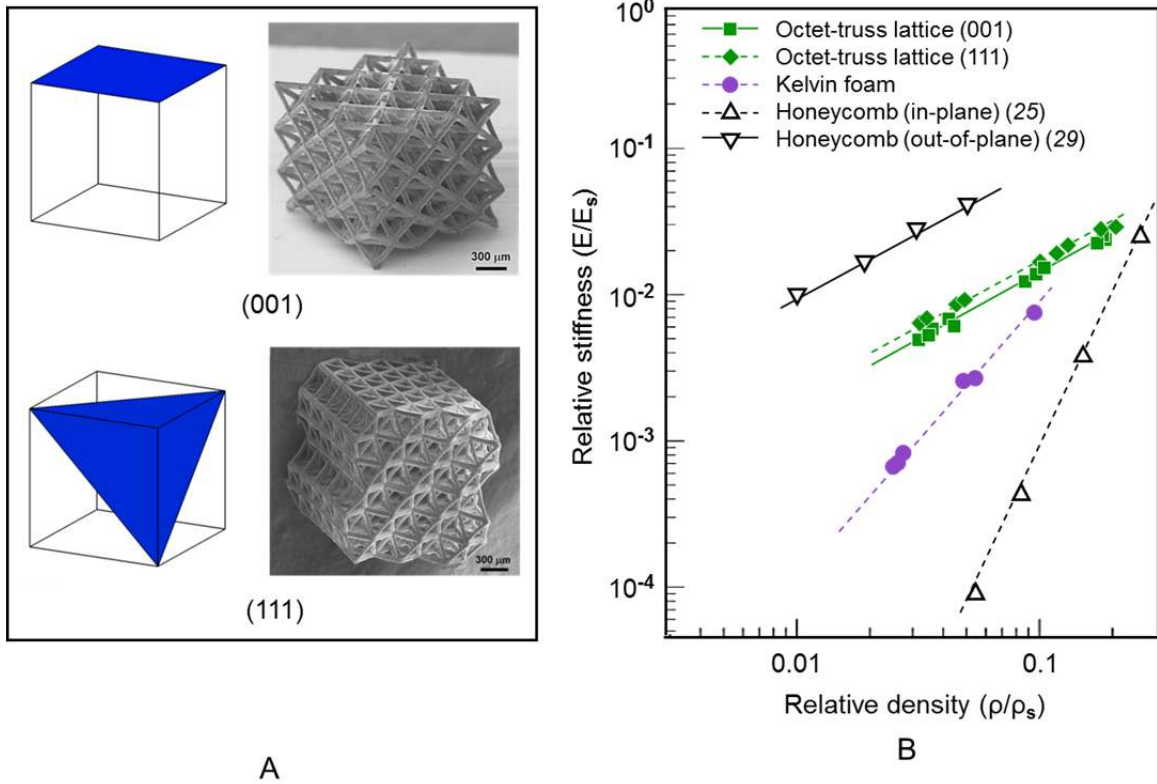 (001)
300 μm
(111)
300 μm
A
Octet-truss lattice (001)
Octet-truss lattice (111)
Kelvin foam
Honeycomb (in-plane) (25)
Honeycomb (out-of-plane) (29)
Relative stiffness (E/Es)
10⁰
10⁻¹
10⁻²
10⁻³
10⁻⁴
0.01
0.1
Relative density (ρ/ρs)
B